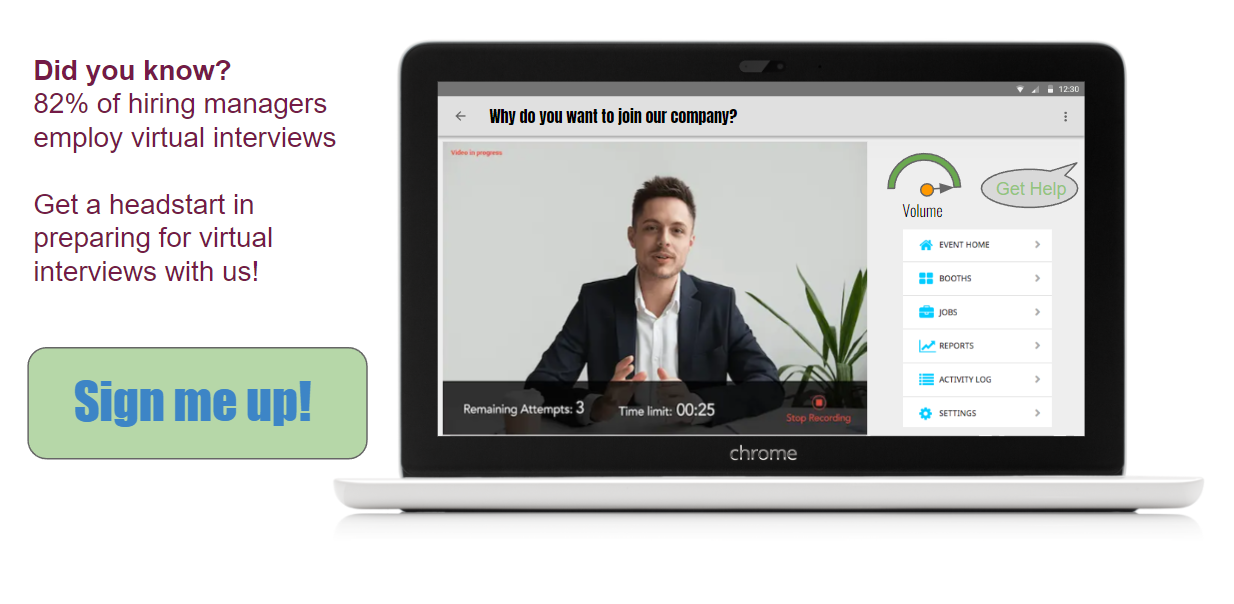 Did you know?
82% of hiring managers
employ virtual interviews
Get a headstart in
preparing for virtual
interviews with us!
Sign me up!
12:30
Why do you want to join our company?
Video in progress
Remaining Attempts: 3
Time limit: 00:25
Stop Recording
Volume
Get Help
EVENT HOME
BOOTHS
JOBS
REPORTS
ACTIVITY LOG
SETTINGS
chrome